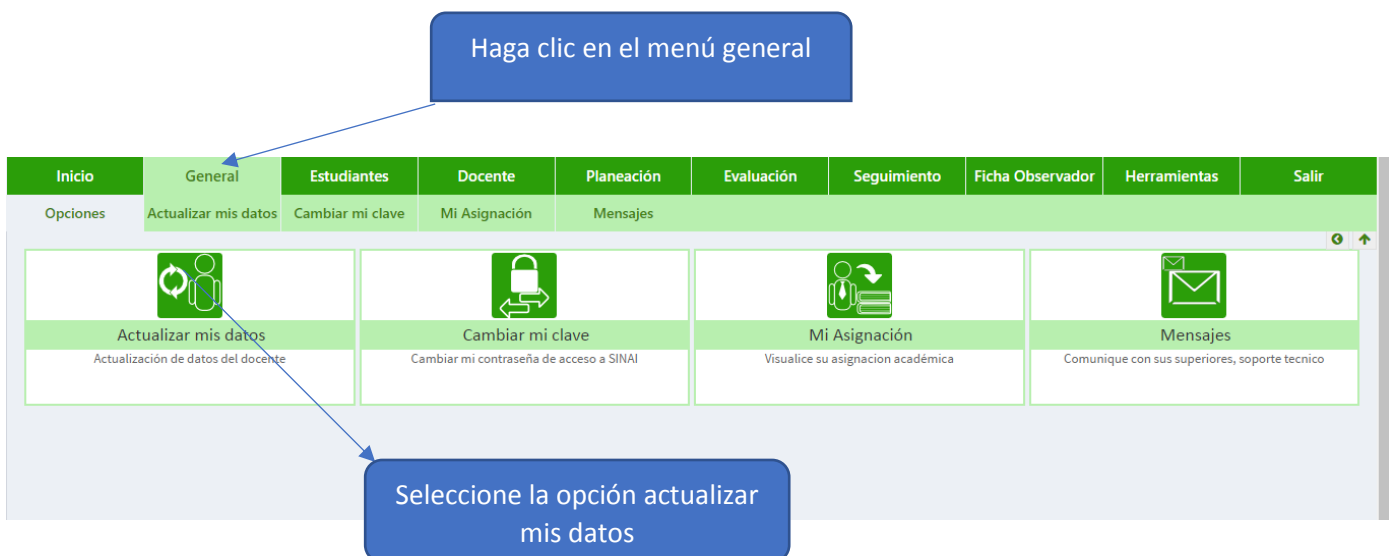 Haga clic en el menú general
Inicio General Estudiantes Docente Planeación Evaluación Seguimiento Ficha Observador Herramientas Salir
Opciones Actualizar mis datos Cambiar mi clave Mi Asignación Mensajes
Actualizar mis datos Cambiar mi clave Mi Asignación Mensajes
Actualización de datos del docente Cambiar mi contraseña de acceso a SINAI Visualice su asignacion académica Comunique con sus superiores, soporte tecnico
Seleccione la opción actualizar
mis datos